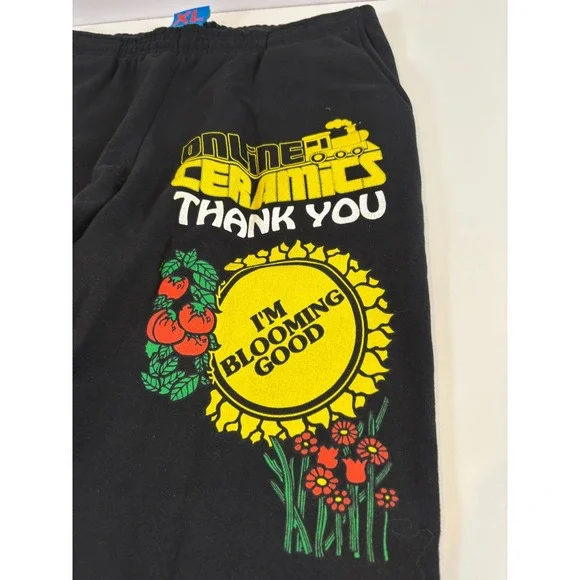 XL
ONLINE
CERAMICS
THANK YOU
I'M
BLOOMING
GOOD